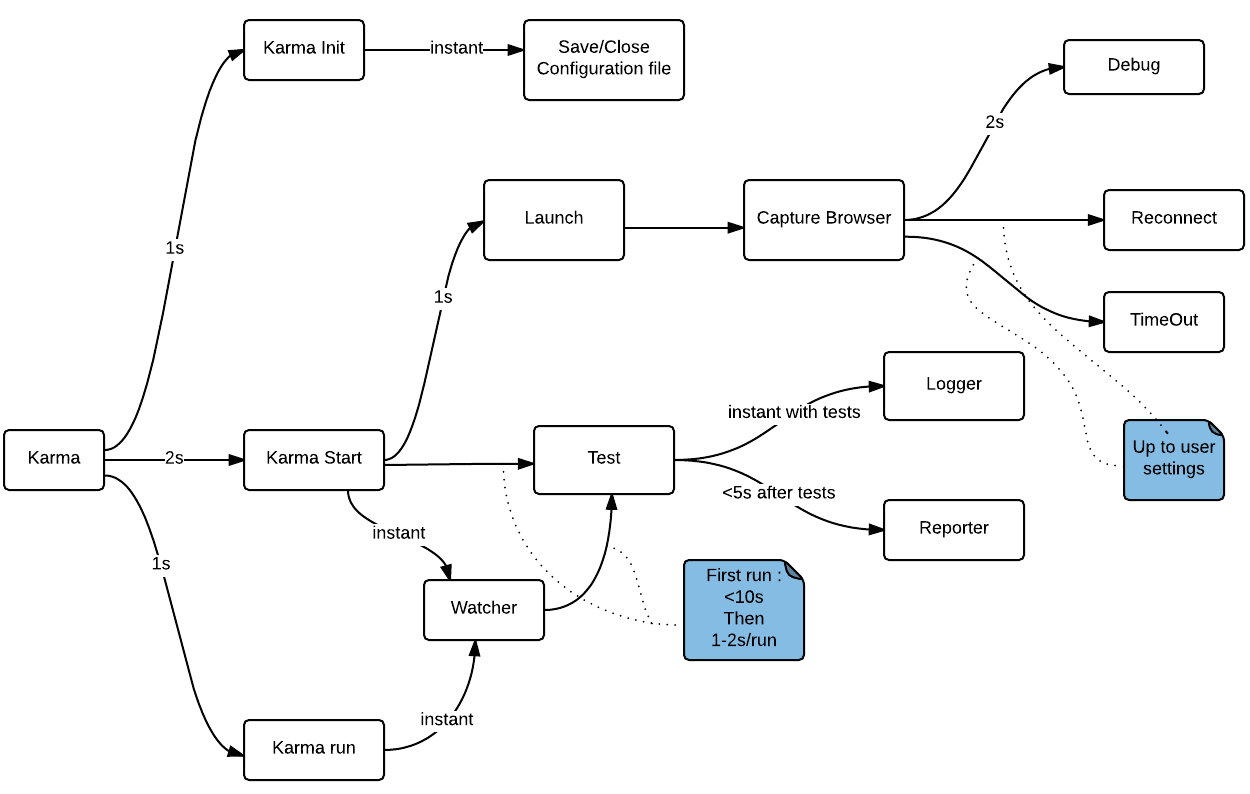 Karma Init
instant
Save/Close
Configuration file
Debug
2s
Launch
Capture Browser
Reconnect
1s
1s
TimeOut
Logger
instant with tests
Karma
2s
Karma Start
Test
Up to user
settings
<5s after tests
Reporter
instant
1s
Watcher
First run :
<10s
Then
1-2s/run
instant
Karma run